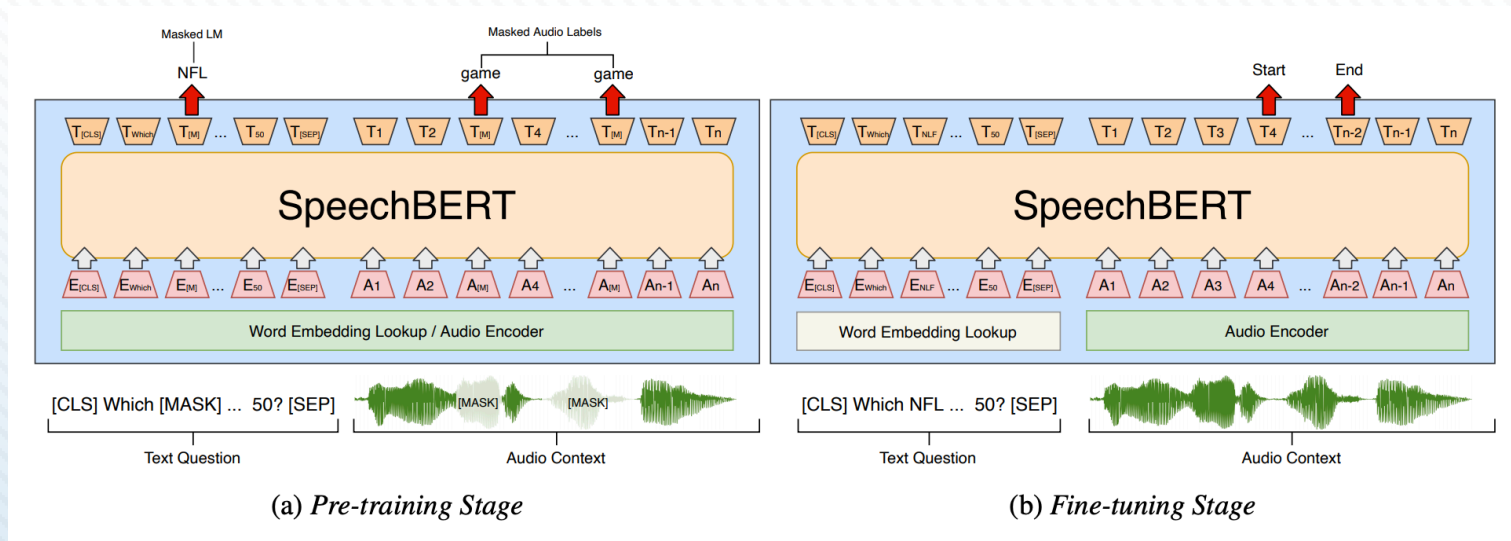 Masked LM
Masked Audio Labels
NFL
game
game
T[CLS] TWhich T[M] ... T50 T[SEP] T1 T2 T[M] T4 ... T[M] Tn-1 Tn
SpeechBERT
E[CLS] EWhich E[M] ... E50 E[SEP] A1 A2 A[M] A4 ... A[M] An-1 An
Word Embedding Lookup / Audio Encoder
[CLS] Which [MASK] ... 50? [SEP]
[MASK]
[MASK]
Text Question
Audio Context
(a) Pre-training Stage
Start
End
T[CLS] TWhich TNLF ... T50 T[SEP] T1 T2 T3 T4 ... Tn-2 Tn-1 Tn
SpeechBERT
E[CLS] EWhich ENLF ... E50 E[SEP] A1 A2 A3 A4 ... An-2 An-1 An
Word Embedding Lookup
Audio Encoder
[CLS] Which NFL ... 50? [SEP]
Text Question
Audio Context
(b) Fine-tuning Stage